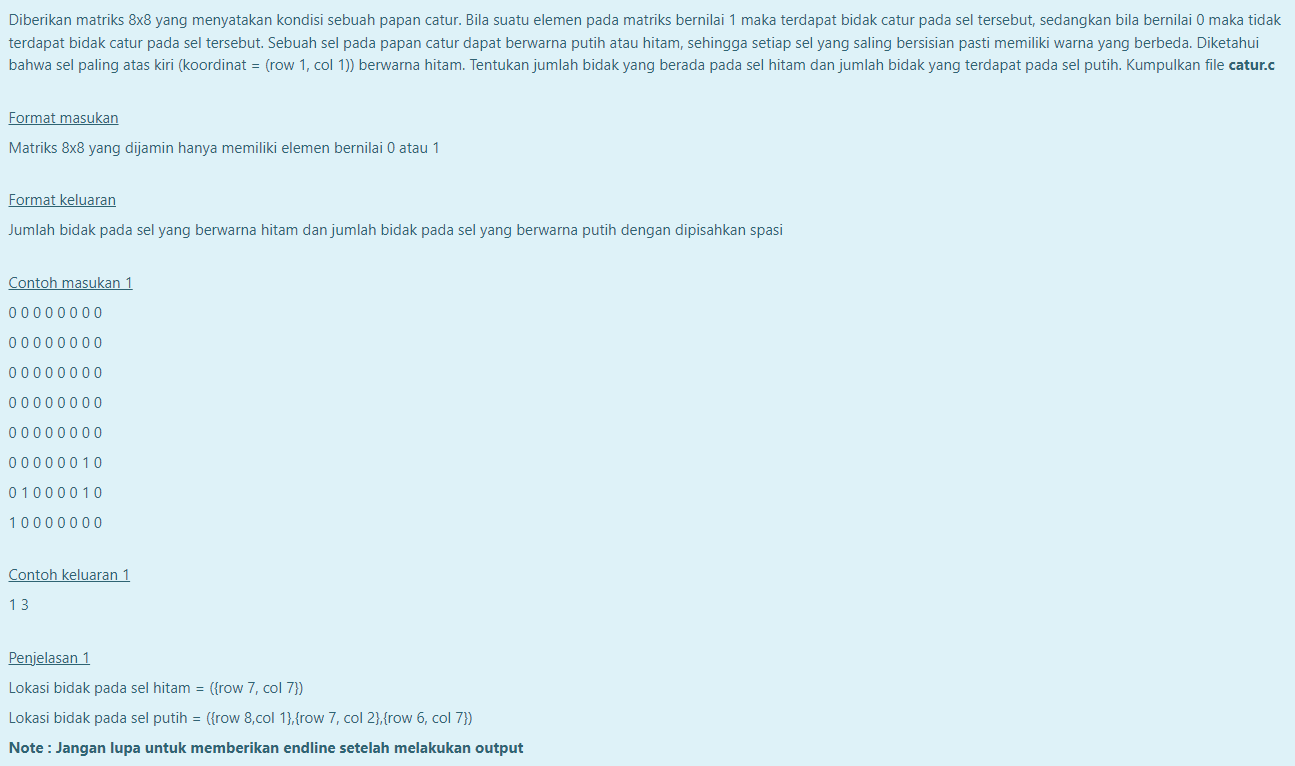 Diberikan matriks 8x8 yang menyatakan kondisi sebuah papan catur. Bila suatu elemen pada matriks bernilai 1 maka terdapat bidak catur pada sel tersebut, sedangkan bila bernilai 0 maka tidak
terdapat bidak catur pada sel tersebut. Sebuah sel pada papan catur dapat berwarna putih atau hitam, sehingga setiap sel yang saling bersisian pasti memiliki warna yang berbeda. Diketahui
bahwa sel paling atas kiri (koordinat = (row 1, col 1)) berwarna hitam. Tentukan jumlah bidak yang berada pada sel hitam dan jumlah bidak yang terdapat pada sel putih. Kumpulkan file catur.c
Format masukan
Matriks 8x8 yang dijamin hanya memiliki elemen bernilai 0 atau 1
Format keluaran
Jumlah bidak pada sel yang berwarna hitam dan jumlah bidak pada sel yang berwarna putih dengan dipisahkan spasi
Contoh masukan 1
0 0 0 0 0 0 0 0
0 0 0 0 0 0 0 0
0 0 0 0 0 0 0 0
0 0 0 0 0 0 0 0
0 0 0 0 0 0 0 0
0 0 0 0 0 0 1 0
0 1 0 0 0 0 1 0
1 0 0 0 0 0 0 0
Contoh keluaran 1
1 3
Penjelasan 1
Lokasi bidak pada sel hitam = ({row 7, col 7})
Lokasi bidak pada sel putih = ({row 8,col 1},{row 7, col 2},{row 6, col 7})
Note : Jangan lupa untuk memberikan endline setelah melakukan output